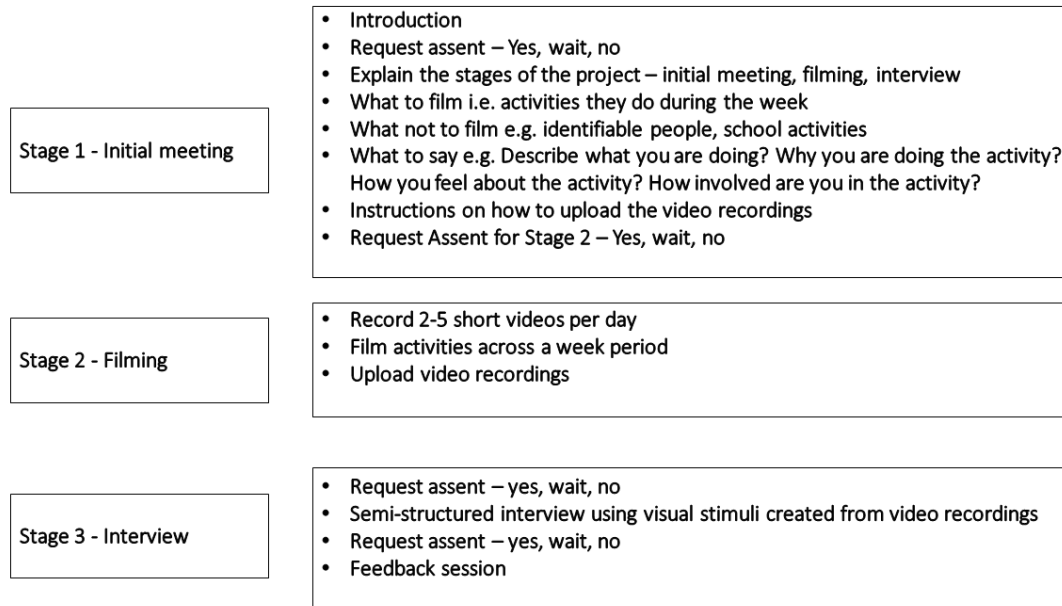 Stage 1 - Initial meeting
• Introduction
• Request assent – Yes, wait, no
• Explain the stages of the project – initial meeting, filming, interview
• What to film i.e. activities they do during the week
• What not to film e.g. identifiable people, school activities
• What to say e.g. Describe what you are doing? Why you are doing the activity?
How you feel about the activity? How involved are you in the activity?
• Instructions on how to upload the video recordings
• Request Assent for Stage 2 – Yes, wait, no
Stage 2 - Filming
• Record 2-5 short videos per day
• Film activities across a week period
• Upload video recordings
Stage 3 - Interview
• Request assent – yes, wait, no
• Semi-structured interview using visual stimuli created from video recordings
• Request assent – yes, wait, no
• Feedback session